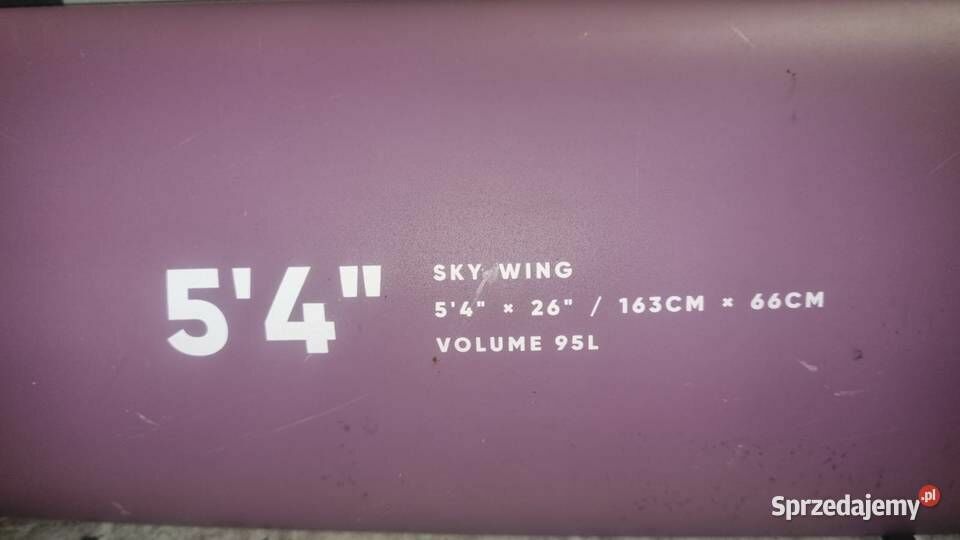 5'4"
SKY WING
5'4" × 26" / 163CM × 66CM
VOLUME 95L
Sprzedajemy.pl